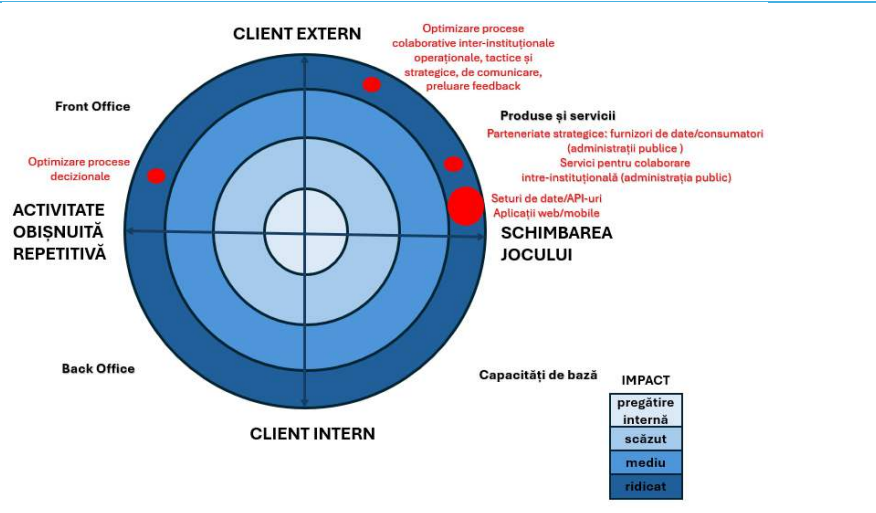 CLIENT EXTERN
Optimizare procese
colaborative inter-instituționale
operaționale, tactice și
strategice, de comunicare,
preluare feedback
Front Office
Produse și servicii
Parteneriate strategice: furnizori de date/consumatori
(administrații publice )
Servici pentru colaborare
intre-instituțională (administrația public)
Optimizare procese
decizionale
Seturi de date/API-uri
Aplicații web/mobile
ACTIVITATE
OBIȘNUITĂ
REPETITIVĂ
SCHIMBAREA
JOCULUI
Back Office
Capacități de bază
CLIENT INTERN
IMPACT
pregătire
internă
scăzut
mediu
ridicat